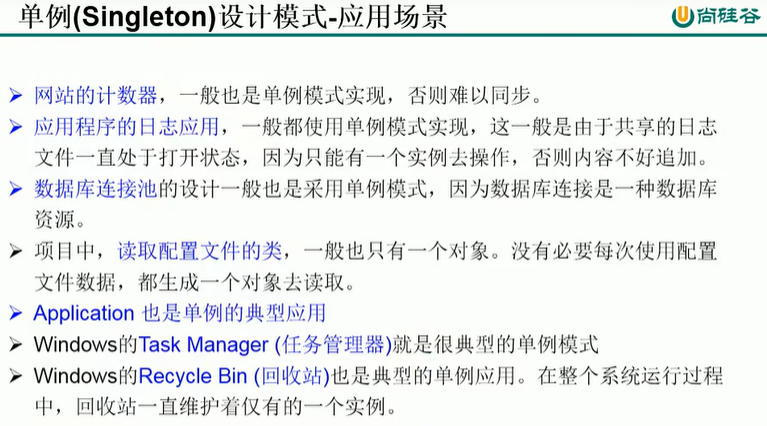 单例(Singleton)设计模式-应用场景
尚硅谷
网站的计数器，一般也是单例模式实现，否则难以同步。
应用程序的日志应用，一般都使用单例模式实现，这一般是由于共享的日志
文件一直处于打开状态，因为只能有一个实例去操作，否则内容不好追加。
数据库连接池的设计一般也是采用单例模式，因为数据库连接是一种数据库
资源。
项目中，读取配置文件的类，一般也只有一个对象。没有必要每次使用配置
文件数据，都生成一个对象去读取。
Application 也是单例的典型应用
Windows的Task Manager (任务管理器)就是很典型的单例模式
Windows的Recycle Bin (回收站)也是典型的单例应用。在整个系统运行过程
中，回收站一直维护着仅有的一个实例。